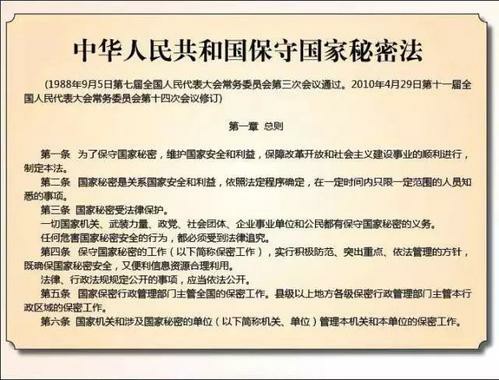 中华人民共和国保守国家秘密法
(1988年9月5日第七届全国人民代表大会常务委员会第三次会议通过。2010年4月29日第十一届全
国人民代表大会常务委员会第十四次会议修订)
第一章 总则
第一条 为了保守国家秘密，维护国家安全和利益，保障改革开放和社会主义建设事业的顺利进行，
制定本法。
第二条 国家秘密是关系国家安全和利益，依照法定程序确定，在一定时间内只限一定范围的人员知
悉的事项。
第三条 国家秘密受法律保护。
一切国家机关、武装力量、政党、社会团体、企业事业单位和公民都有保守国家秘密的义务。
任何危害国家秘密安全的行为，都必须受到法律追究。
第四条 保守国家秘密的工作（以下简称保密工作），实行积极防范、突出重点、依法管理的方针，
既确保国家秘密安全，又便利信息资源合理利用。
法律、行政法规规定公开的事项，应当依法公开。
第五条 国家保密行政管理部门主管全国的保密工作。县级以上地方各级保密行政管理部门主管本行
政区域的保密工作。
第六条 国家机关和涉及国家秘密的单位（以下简称机关、单位）管理本机关和本单位的保密工作。